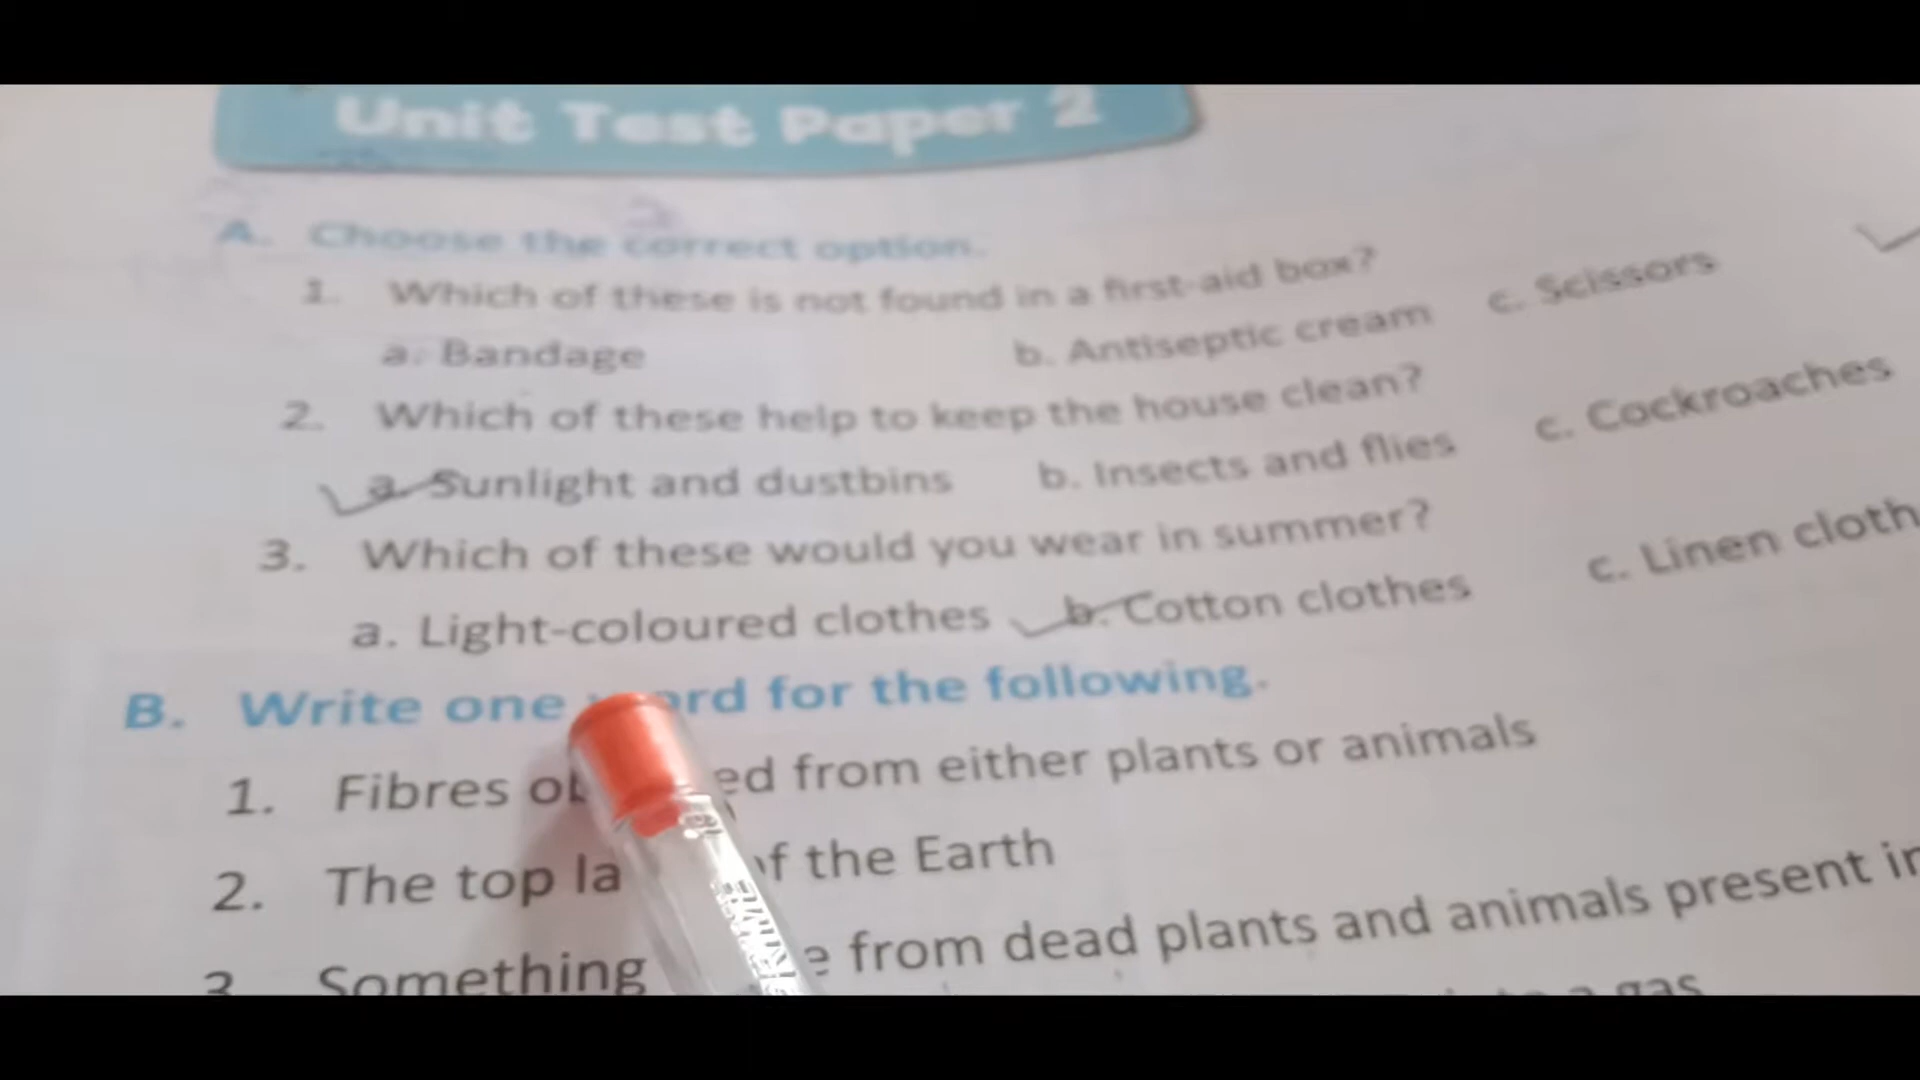 Unit Test Paper 2
A. Choose the correct option.
1. Which of these is not found in a first-aid box?
a. Bandage b. Antiseptic cream c. Scissors
2. Which of these help to keep the house clean?
a. Sunlight and dustbins b. Insects and flies c. Cockroaches
3. Which of these would you wear in summer?
a. Light-coloured clothes b. Cotton clothes c. Linen cloth
B. Write one for the following.
1. Fibres from either plants or animals
2. The top of the Earth
3. Something from dead plants and animals present in
a gas